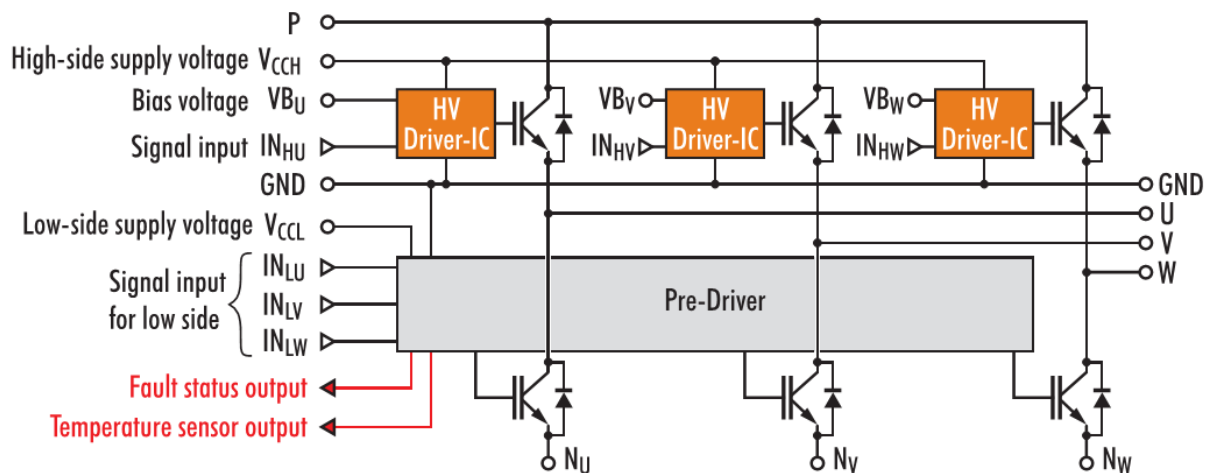 P
High-side supply voltage VCCH
Bias voltage VBU
HV
Driver-IC
VBV
HV
Driver-IC
VBW
HV
Driver-IC
Signal input INHU
INHV
INHW
GND
GND
U
Low-side supply voltage VCCL
V
W
Signal input
for low side
INLU
INLV
INLW
Pre-Driver
Fault status output
Temperature sensor output
NU
NV
NW